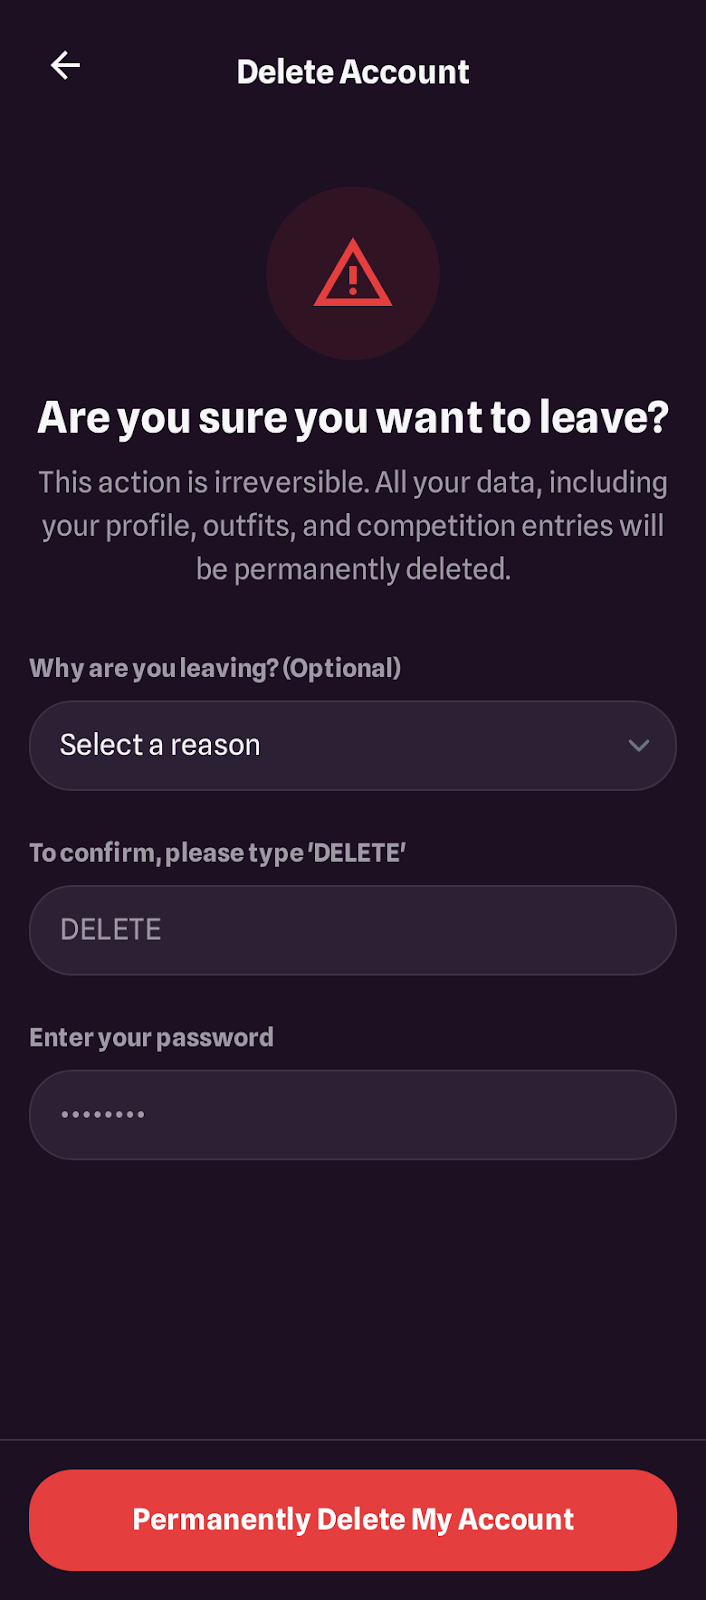 Delete Account
Are you sure you want to leave?
This action is irreversible. All your data, including
your profile, outfits, and competition entries will
be permanently deleted.
Why are you leaving? (Optional)
Select a reason
To confirm, please type 'DELETE'
DELETE
Enter your password
••••••••
Permanently Delete My Account